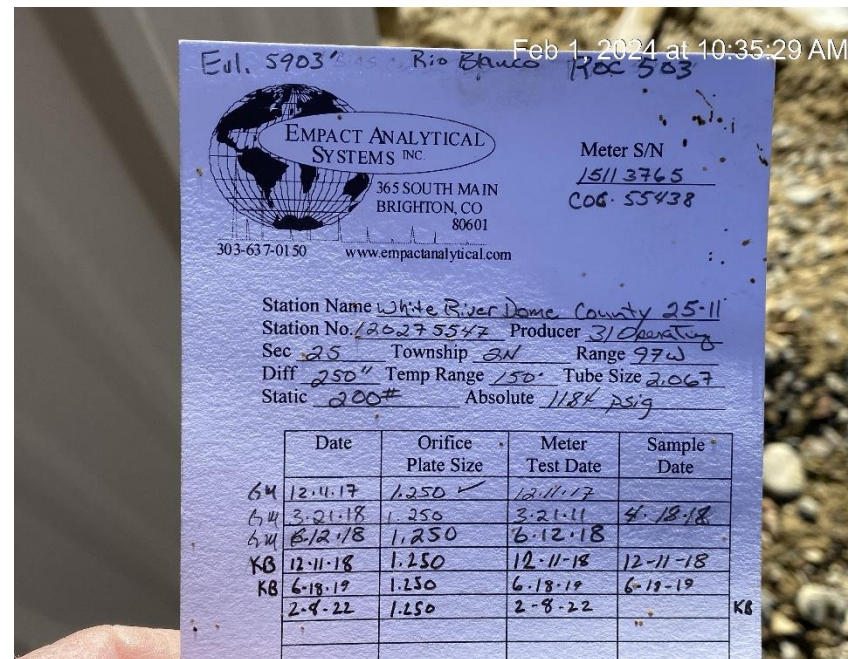 Feb 1, 2024 at 10:35:29 AM
Evl. 5903' Rio Blanco ROC 503
EMPACT ANALYTICAL
SYSTEMS INC.
365 SOUTH MAIN
BRIGHTON, CO
80601
303-637-0150 www.empactanalytical.com
Meter S/N
15113765
COG. 55438
Station Name White River Dome County 25-11
Station No. 120275547 Producer 31 Operating
Sec 25 Township 2N Range 97W
Diff 250" Temp Range 150° Tube Size 2.067
Static 200# Absolute 1184 psig
Date Orifice Plate Size Meter Test Date Sample Date
GM 12.11.17 1.250 ✓ 12.11.17
GM 3.21.18 1.250 3.21.11 4.18.18
GM 6.12.18 1.250 6.12.18
KB 12.11.18 1.250 12-11-18 12-11-18
KB 6-18-19 1.250 6.18.19 6-18-19
2-8-22 1.250 2-8-22 KB